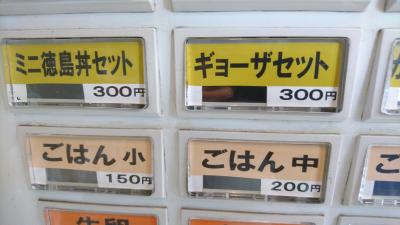 ミニ徳島丼セット
300円
ギョーザセット
300円
ごはん 小
150円
ごはん 中
200円